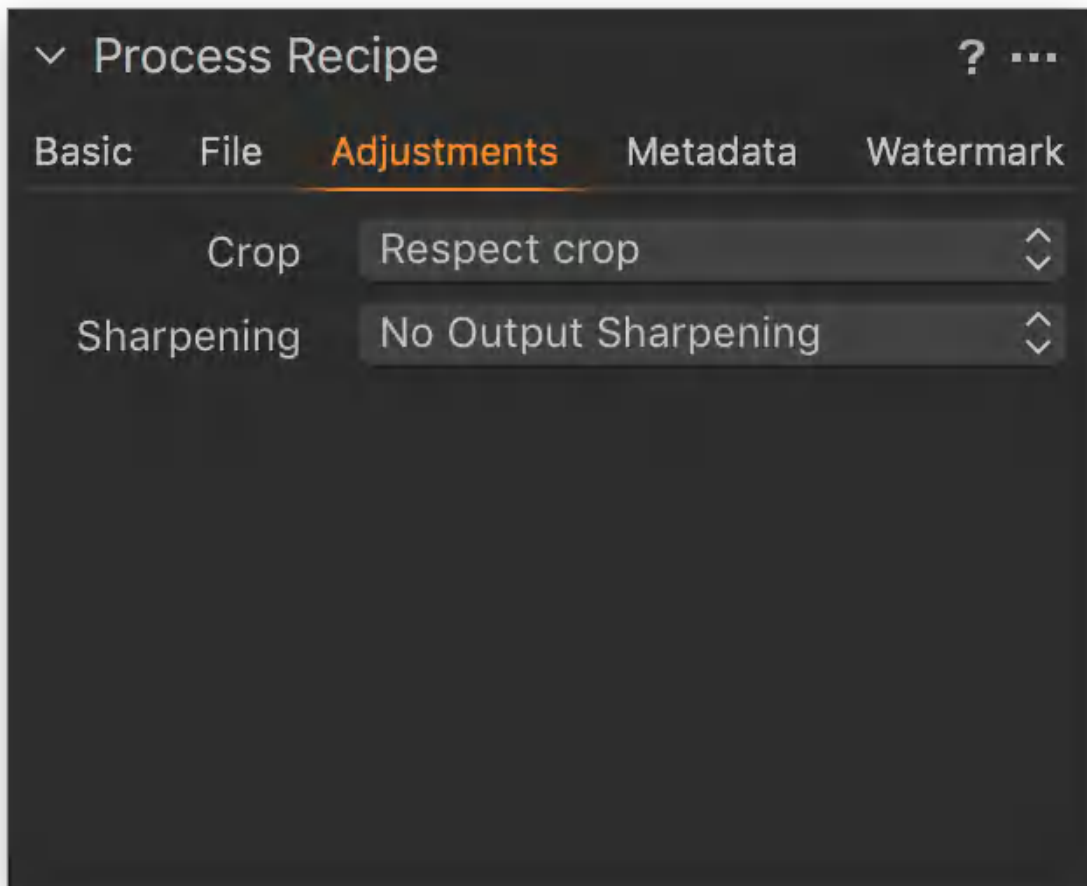 Process Recipe ? ...
Basic File Adjustments Metadata Watermark
Crop Respect crop
Sharpening No Output Sharpening